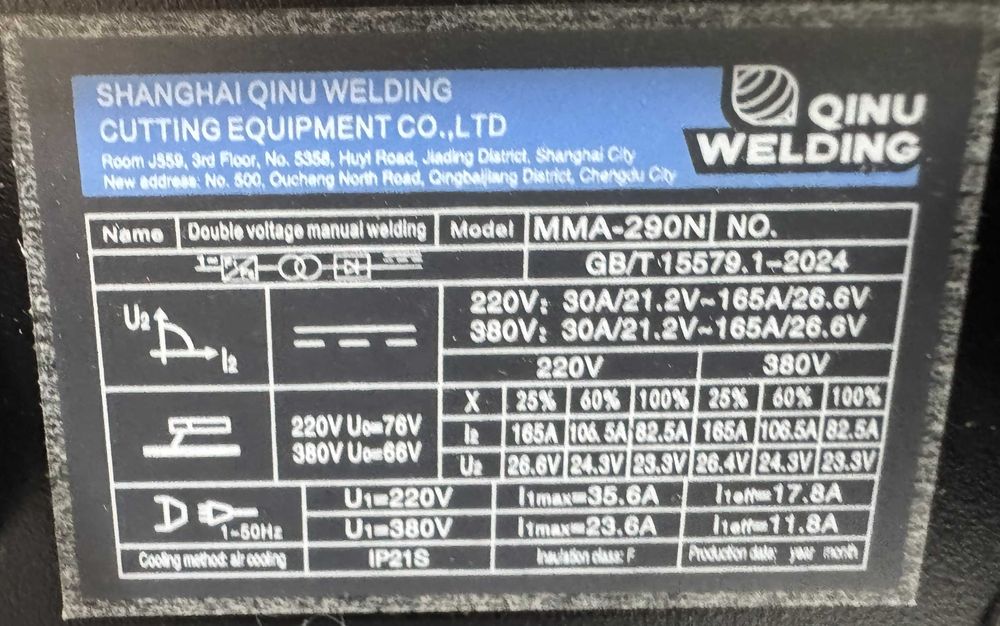 SHANGHAI QINU WELDING
CUTTING EQUIPMENT CO.,LTD
Room J559, 3rd Floor, No. 5358, Huyi Road, Jiading District, Shanghai City
New address: No. 500, Ouchang North Road, Qingbaijiang District, Chengdu City
QINU
WELDING
Name Double voltage manual welding Model MMA-290N NO.
GB/T 15579.1-2024
U2 I2
220V: 30A/21.2V~165A/26.6V
380V: 30A/21.2V~165A/26.6V
220V 380V
X 25% 60% 100% 25% 60% 100%
220V U0=76V
380V U0=66V
I2 165A 106.5A 82.5A 165A 106.5A 82.5A
U2 26.6V 24.3V 23.3V 26.4V 24.3V 23.3V
1~50Hz
U1=220V I1max=35.6A I1eff=17.8A
U1=380V I1max=23.6A I1eff=11.8A
Cooling method: air cooling IP21S Insulation class: F Production date: year month